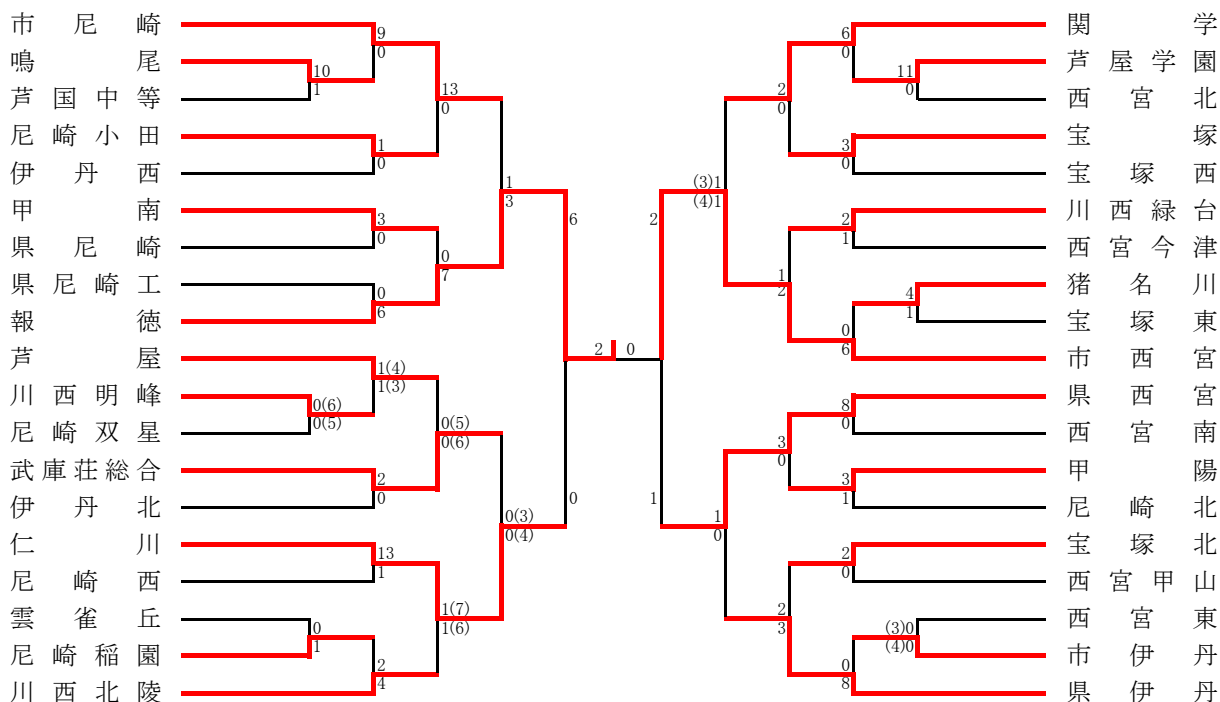 市尼崎
鳴尾
芦国中等
尼崎小田
伊丹西
甲南
県尼崎
県尼崎工
報徳
芦屋
川西明峰
尼崎双星
武庫荘総合
伊丹北
仁川
尼崎西
雲雀丘
尼崎稲園
川西北陵
10
1
0(6)
0(5)
0
1
9
0
1
0
3
0
0
6
1(4)
1(3)
2
0
13
1
2
4
13
0
0
7
0(5)
0(6)
1(7)
1(6)
1
3
0(3)
0(4)
6
0
2
0
2
1
(3)1
(4)1
1
0
2
0
1
2
3
0
2
3
6
0
3
0
2
1
0
6
8
0
3
1
2
0
0
8
11
0
4
1
(3)0
(4)0
関学
芦屋学園
西宮北
宝塚
宝塚西
川西緑台
西宮今津
猪名川
宝塚東
市西宮
県西宮
西宮南
甲陽
尼崎北
宝塚北
西宮甲山
西宮東
市伊丹
県伊丹